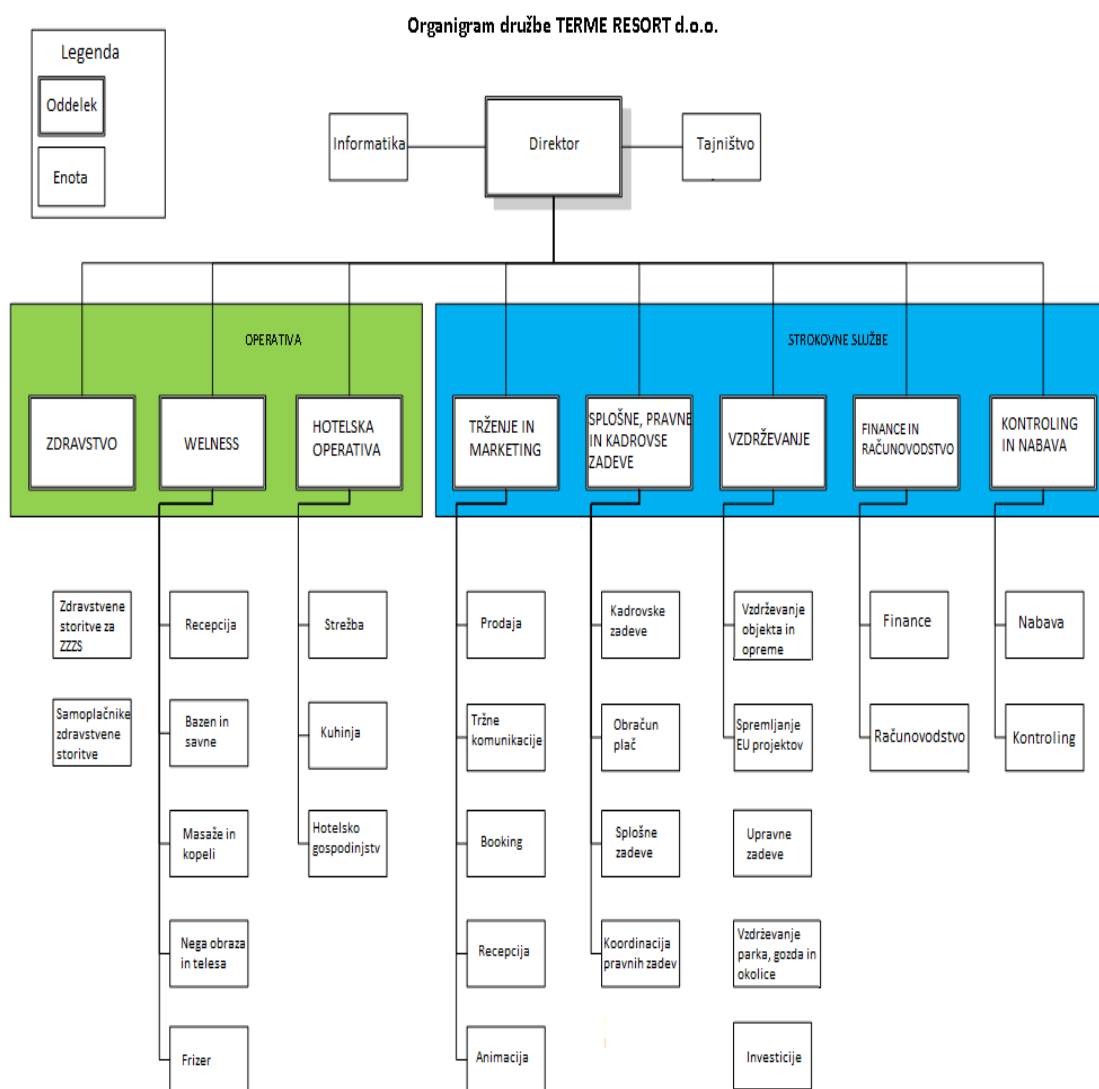 Organigram družbe TERME RESORT d.o.o.
Legenda
Oddelek
Enota
Informatika
Direktor
Tajništvo
OPERATIVA
STROKOVNE SLUŽBE
ZDRAVSTVO
WELNESS
HOTELSKA
OPERATIVA
TRŽENJE IN
MARKETING
SPLOŠNE, PRAVNE
IN KADROVSE
ZADEVE
VZDRŽEVANJE
FINANCE IN
RAČUNOVODSTVO
KONTROLING
IN NABAVA
Zdravstvene
storitve za
ZZZS
Recepcija
Strežba
Prodaja
Kadrovske
zadeve
Vzdrževanje
objekta in
opreme
Finance
Nabava
Samoplačnike
zdravstvene
storitve
Bazen in
savne
Kuhinja
Tržne
komunikacije
Obračun
plač
Spremljanje
EU projektov
Računovodstvo
Kontroling
Masaže in
kopeli
Hotelsko
gospodinjstv
Booking
Splošne
zadeve
Upravne
zadeve
Nega obraza
in telesa
Recepcija
Koordinacija
pravnih zadev
Vzdrževanje
parka, gozda in
okolice
Frizer
Animacija
Investicije